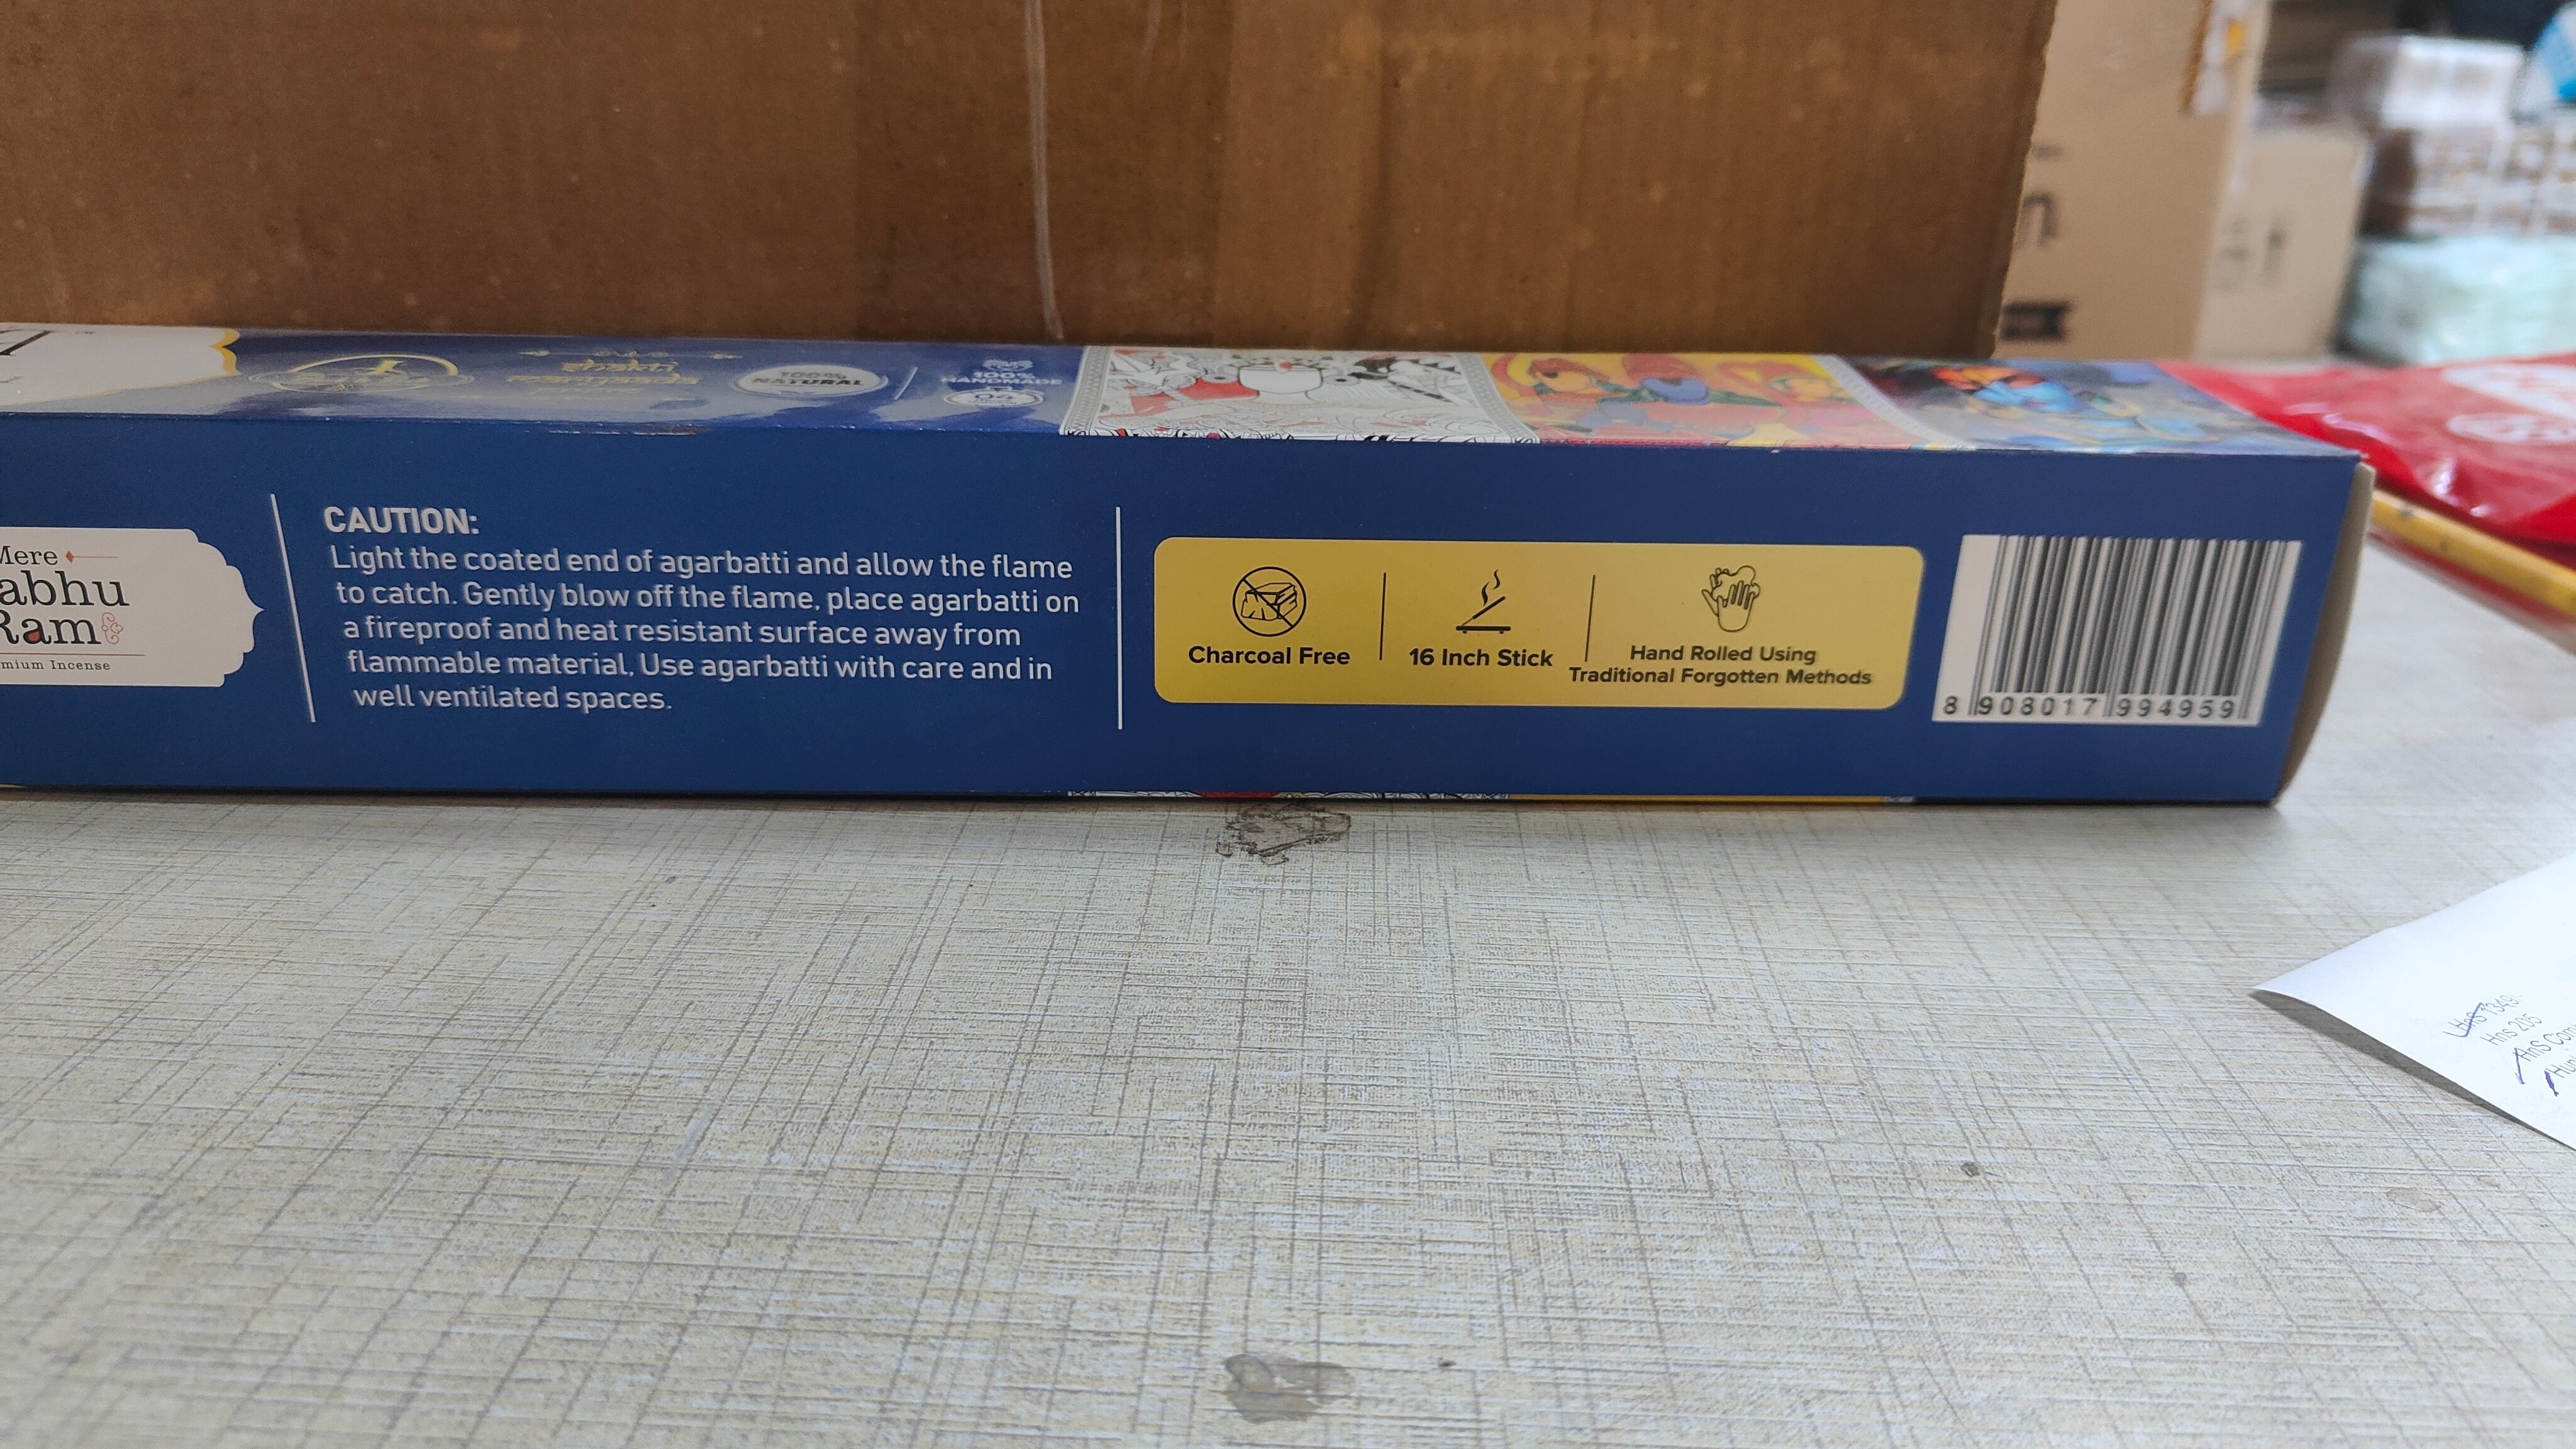 100%
NATURAL
100%
HANDMADE
04
Mere
abhu
Ram
mium Incense
CAUTION:
Light the coated end of agarbatti and allow the flame
to catch. Gently blow off the flame, place agarbatti on
a fireproof and heat resistant surface away from
flammable material. Use agarbatti with care and in
well ventilated spaces.
Charcoal Free
16 Inch Stick
Hand Rolled Using
Traditional Forgotten Methods
8 908017 994959
Hns 205